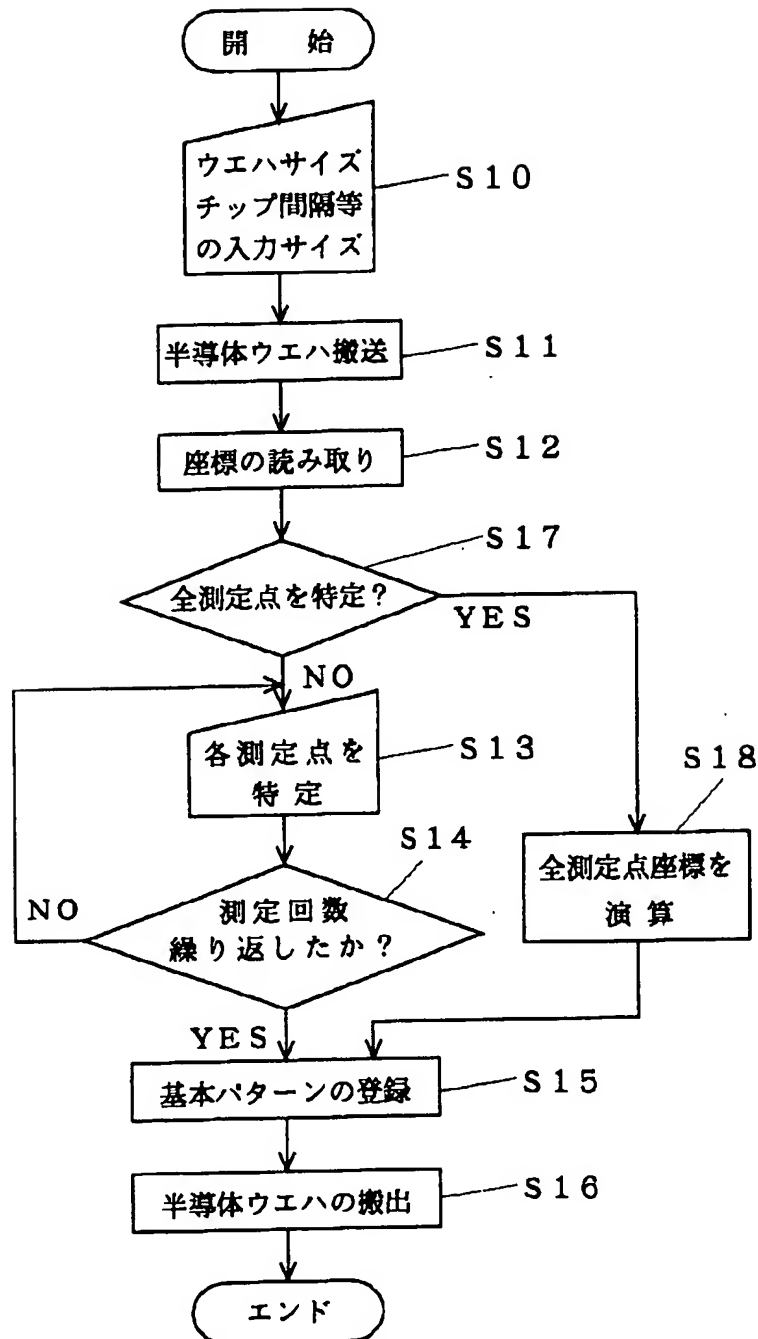 開 始
ウエハサイズ
チップ間隔等
の入力サイズ
S10
半導体ウエハ搬送
S11
座標の読み取り
S12
S17
全測定点を特定?
YES
NO
各測定点を
特定
S13
S18
全測定点座標を
演算
S14
測定回数
繰り返したか?
NO
YES
基本パターンの登録
S15
半導体ウエハの搬出
S16
エンド